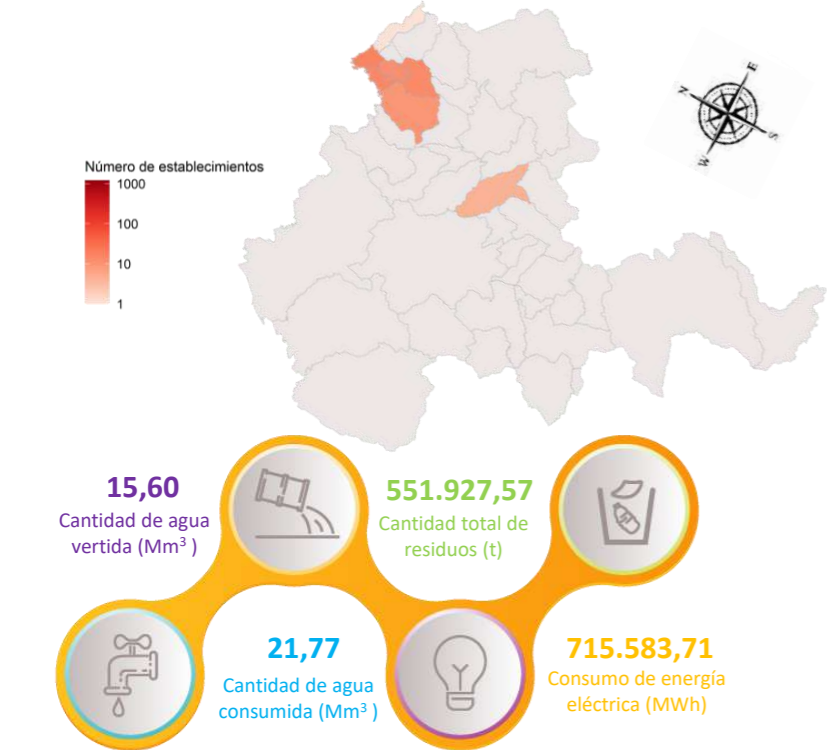 E
N
S
W
Número de establecimientos
1000
100
10
1
15,60
Cantidad de agua
vertida (Mm³ )
551.927,57
Cantidad total de
residuos (t)
21,77
Cantidad de agua
consumida (Mm³ )
715.583,71
Consumo de energía
eléctrica (MWh)